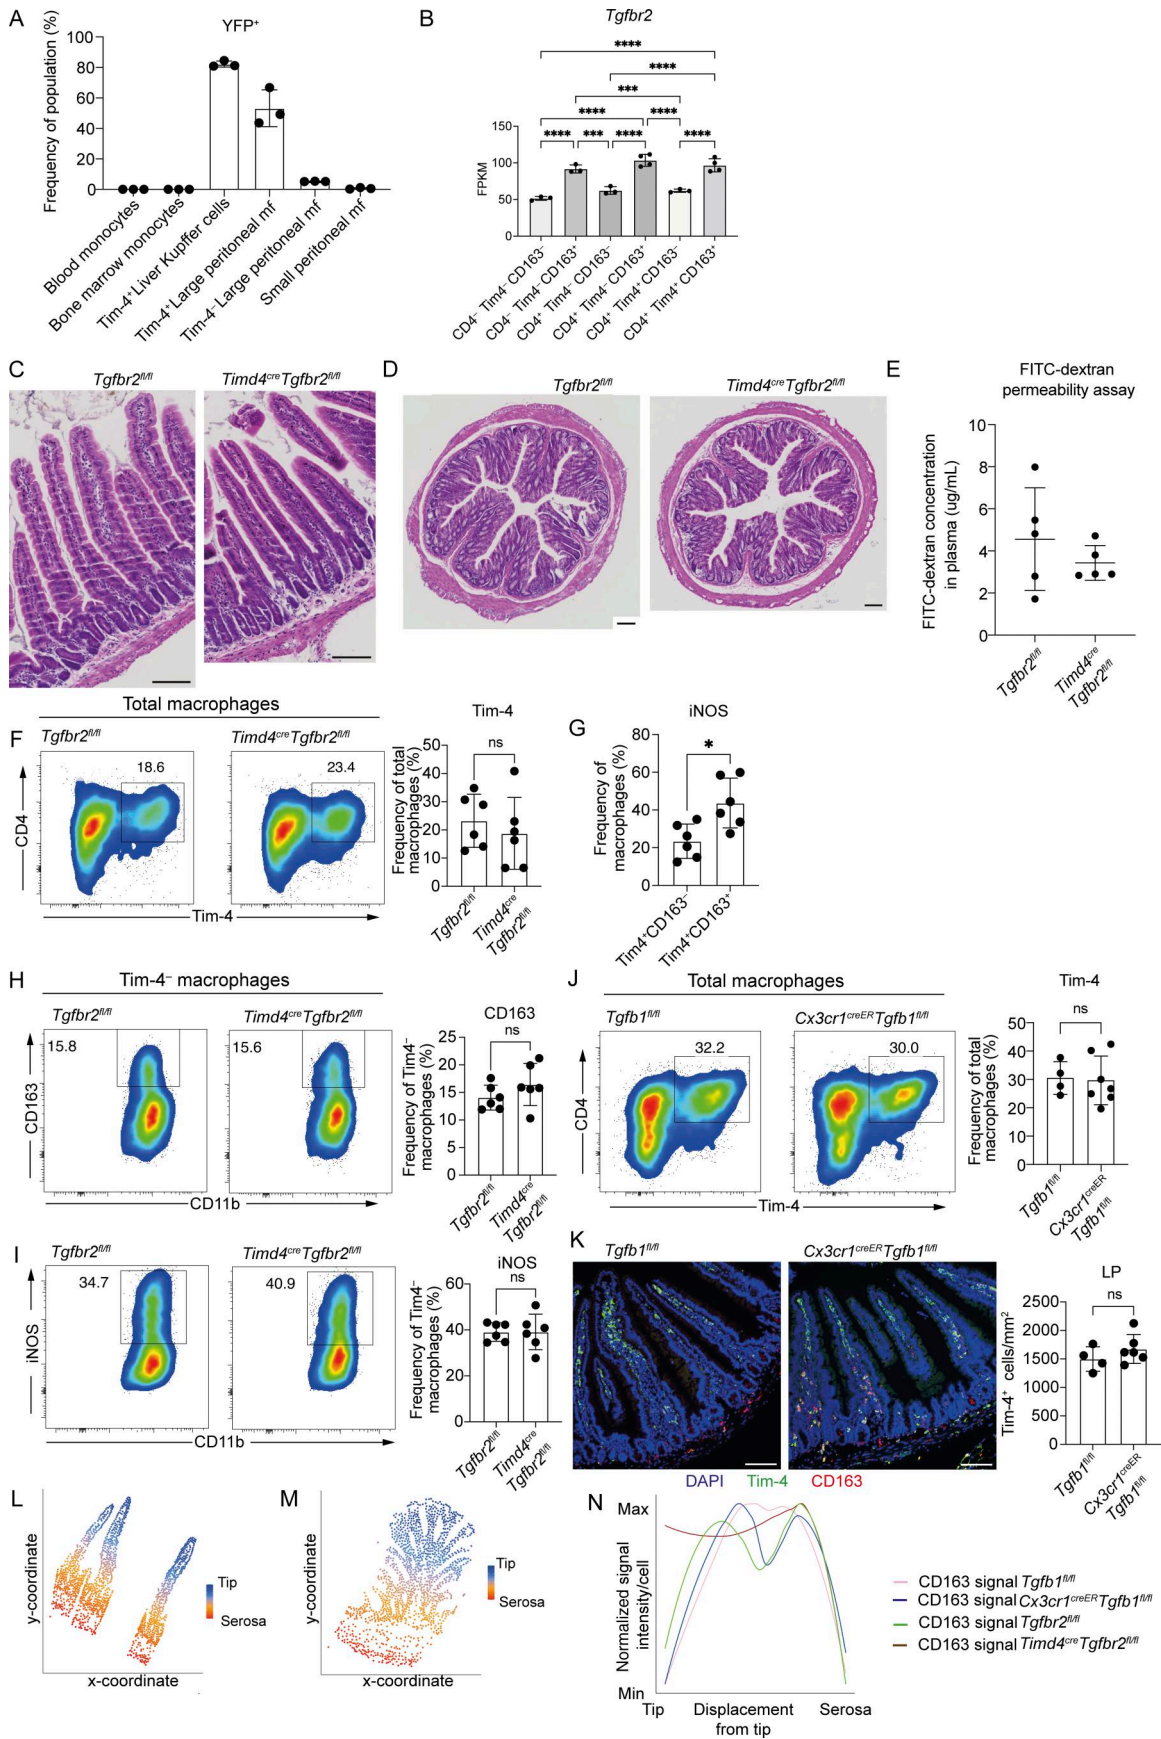 A
YFP⁺
Frequency of population (%)
100
80
60
40
20
0
Blood monocytes
Bone marrow monocytes
Tim-4⁺ Liver Kupffer cells
Tim-4⁺ Large peritoneal mf
Tim-4⁻ Large peritoneal mf
Small peritoneal mf
B
Tgfbr2
****
****
***
**** ****
**** *** **** ****
FPKM
150
100
50
0
CD4⁻ Tim4⁻ CD163⁻
CD4⁻ Tim4⁻ CD163⁺
CD4⁺ Tim4⁻ CD163⁻
CD4⁺ Tim4⁻ CD163⁺
CD4⁺ Tim4⁺ CD163⁻
CD4⁺ Tim4⁺ CD163⁺
C
Tgfbr2fl/fl
Timd4creTgfbr2fl/fl
D
Tgfbr2fl/fl
Timd4creTgfbr2fl/fl
E
FITC-dextran
permeability assay
FITC-dextran concentration
in plasma (ug/mL)
10
8
6
4
2
0
Tgfbr2fl/fl
Timd4cre
Tgfbr2fl/fl
F
Total macrophages
Tgfbr2fl/fl
Timd4creTgfbr2fl/fl
18.6
23.4
CD4
Tim-4
Tim-4
ns
Frequency of total
macrophages (%)
50
40
30
20
10
0
Tgfbr2fl/fl
Timd4cre
Tgfbr2fl/fl
G
iNOS
*
Frequency of
macrophages (%)
80
60
40
20
0
Tim4⁺CD163⁻
Tim4⁺CD163⁺
H
Tim-4⁻ macrophages
Tgfbr2fl/fl
Timd4creTgfbr2fl/fl
15.8
15.6
CD163
CD11b
CD163
ns
Frequency of Tim4⁻
macrophages (%)
25
20
15
10
5
0
Tgfbr2fl/fl
Timd4cre
Tgfbr2fl/fl
I
Tgfbr2fl/fl
Timd4creTgfbr2fl/fl
34.7
40.9
iNOS
CD11b
iNOS
ns
Frequency of Tim4⁻
macrophages (%)
60
40
20
0
Tgfbr2fl/fl
Timd4cre
Tgfbr2fl/fl
J
Total macrophages
Tgfb1fl/fl
Cx3cr1creERTgfb1fl/fl
32.2
30.0
CD4
Tim-4
Tim-4
ns
Frequency of total
macrophages (%)
50
40
30
20
10
0
Tgfb1fl/fl
Cx3cr1creER
Tgfb1fl/fl
K
Tgfb1fl/fl
Cx3cr1creERTgfb1fl/fl
DAPI Tim-4 CD163
LP
ns
Tim-4⁺ cells/mm²
2500
2000
1500
1000
500
0
Tgfb1fl/fl
Cx3cr1creER
Tgfb1fl/fl
L
y-coordinate
x-coordinate
Tip
Serosa
M
y-coordinate
x-coordinate
Tip
Serosa
N
Max
Min
Normalized signal
intensity/cell
Tip
Displacement
from tip
Serosa
CD163 signal Tgfb1fl/fl
CD163 signal Cx3cr1creERTgfb1fl/fl
CD163 signal Tgfbr2fl/fl
CD163 signal Timd4creTgfbr2fl/fl